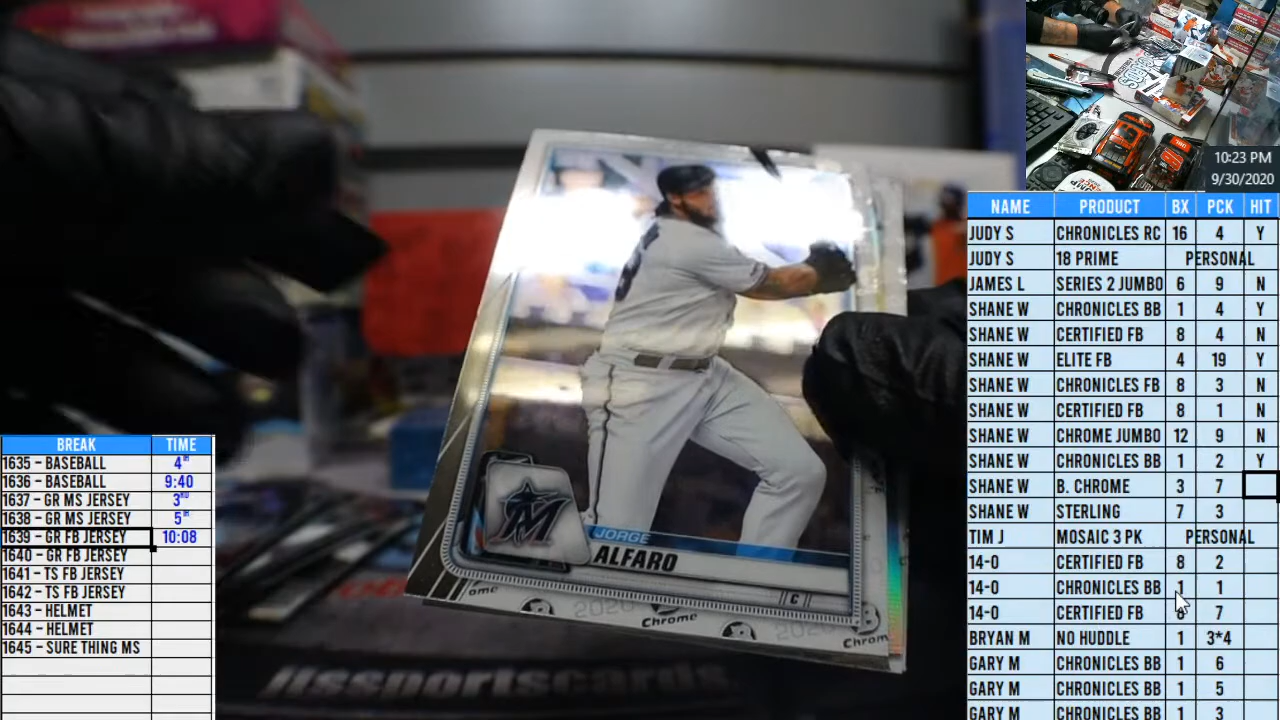 10:23 PM
9/30/2020
NAME PRODUCT BX PCK HIT
JUDY S CHRONICLES RC 16 4 Y
JUDY S 18 PRIME PERSONAL
JAMES L SERIES 2 JUMBO 6 9 N
SHANE W CHRONICLES BB 1 4 Y
SHANE W CERTIFIED FB 8 4 N
SHANE W ELITE FB 4 19 Y
SHANE W CHRONICLES FB 8 3 N
SHANE W CERTIFIED FB 8 1 N
SHANE W CHROME JUMBO 12 9 N
SHANE W CHRONICLES BB 1 2 Y
SHANE W B. CHROME 3 7
SHANE W STERLING 7 3
TIM J MOSAIC 3 PK PERSONAL
14-0 CERTIFIED FB 8 2
14-0 CHRONICLES BB 1 1
14-0 CERTIFIED FB 8 7
BRYAN M NO HUDDLE 1 3*4
GARY M CHRONICLES BB 1 6
GARY M CHRONICLES BB 1 5
GARY M CHRONICLES BB 1 3
BREAK TIME
1635 - BASEBALL 4TH
1636 - BASEBALL 9:40
1637 - GR MS JERSEY 3RD
1638 - GR MS JERSEY 5TH
1639 - GR FB JERSEY 10:08
1640 - GR FB JERSEY
1641 - TS FB JERSEY
1642 - TS FB JERSEY
1643 - HELMET
1644 - HELMET
1645 - SURE THING MS
M
JORGE
ALFARO
C
ome 2020 Chrome 2020 Chrom
itssportscards